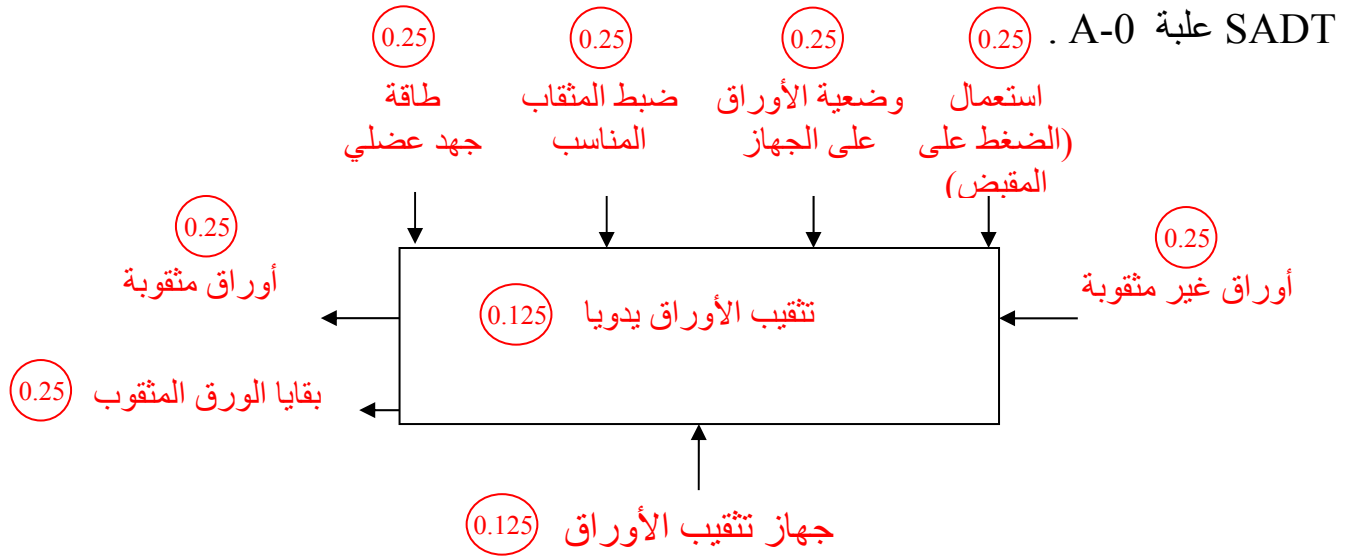 SADT علبة A-0 .
0.25
0.25
0.25
0.25
استعمال
(الضغط على
المقبض)
وضعية الأوراق
على الجهاز
ضبط المثقاب
المناسب
طاقة
جهد عضلي
0.25
أوراق غير مثقوبة
تثقيب الأوراق يدويا 0.125
0.25
أوراق مثقوبة
بقايا الورق المثقوب 0.25
جهاز تثقيب الأوراق 0.125